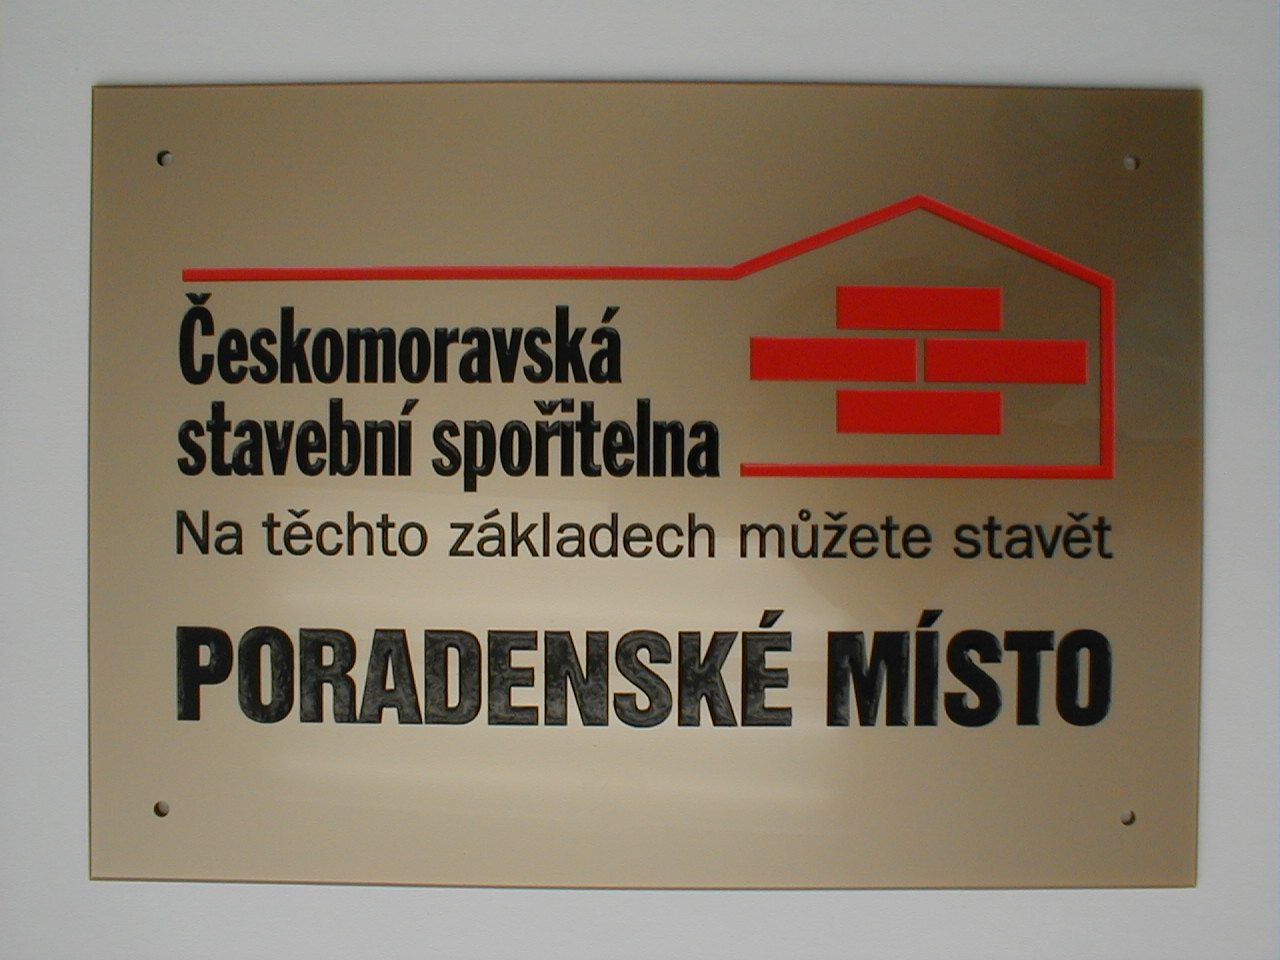 Českomoravská
stavební spořitelna
Na těchto základech můžete stavět
PORADENSKÉ MÍSTO